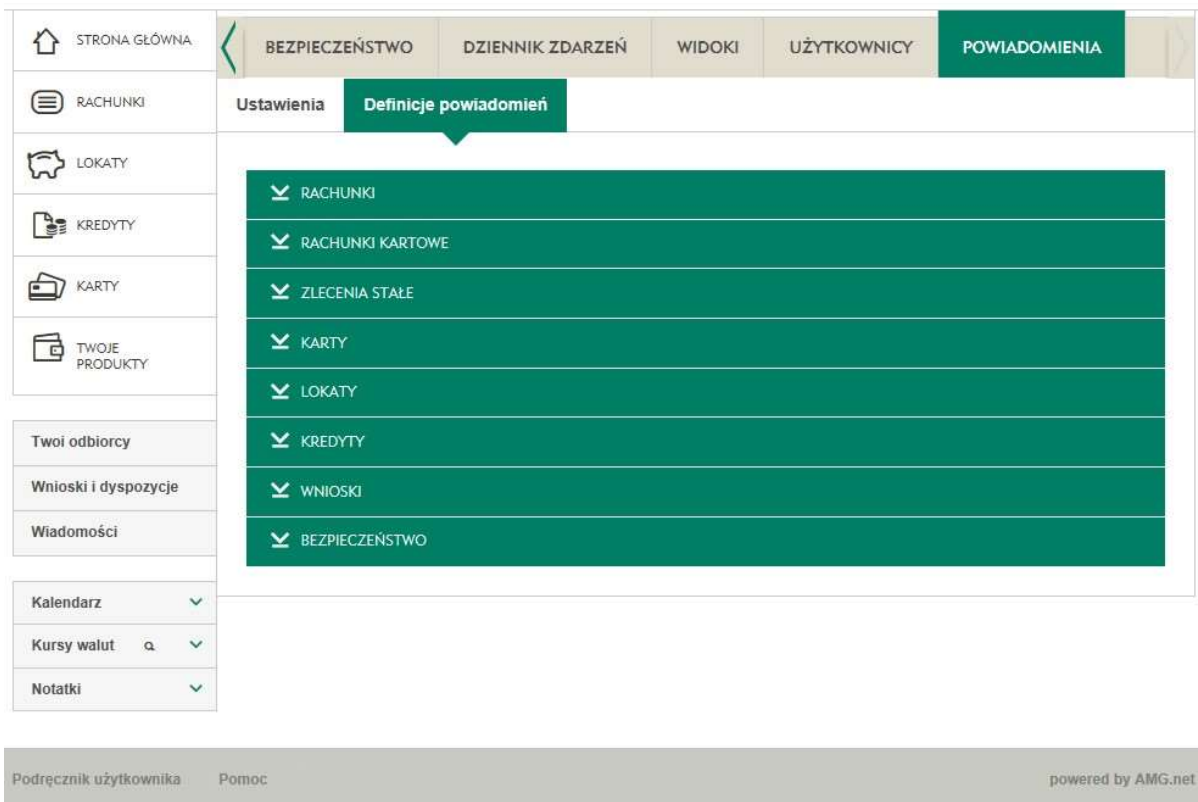 STRONA GŁÓWNA
RACHUNKI
LOKATY
KREDYTY
KARTY
TWOJE
PRODUKTY
Twoi odbiorcy
Wnioski i dyspozycje
Wiadomości
Kalendarz
Kursy walut
Notatki
BEZPIECZEŃSTWO DZIENNIK ZDARZEŃ WIDOKI UŻYTKOWNICY POWIADOMIENIA
Ustawienia Definicje powiadomień
RACHUNKI
RACHUNKI KARTOWE
ZLECENIA STAŁE
KARTY
LOKATY
KREDYTY
WNIOSKI
BEZPIECZEŃSTWO
Podręcznik użytkownika Pomoc powered by AMG.net